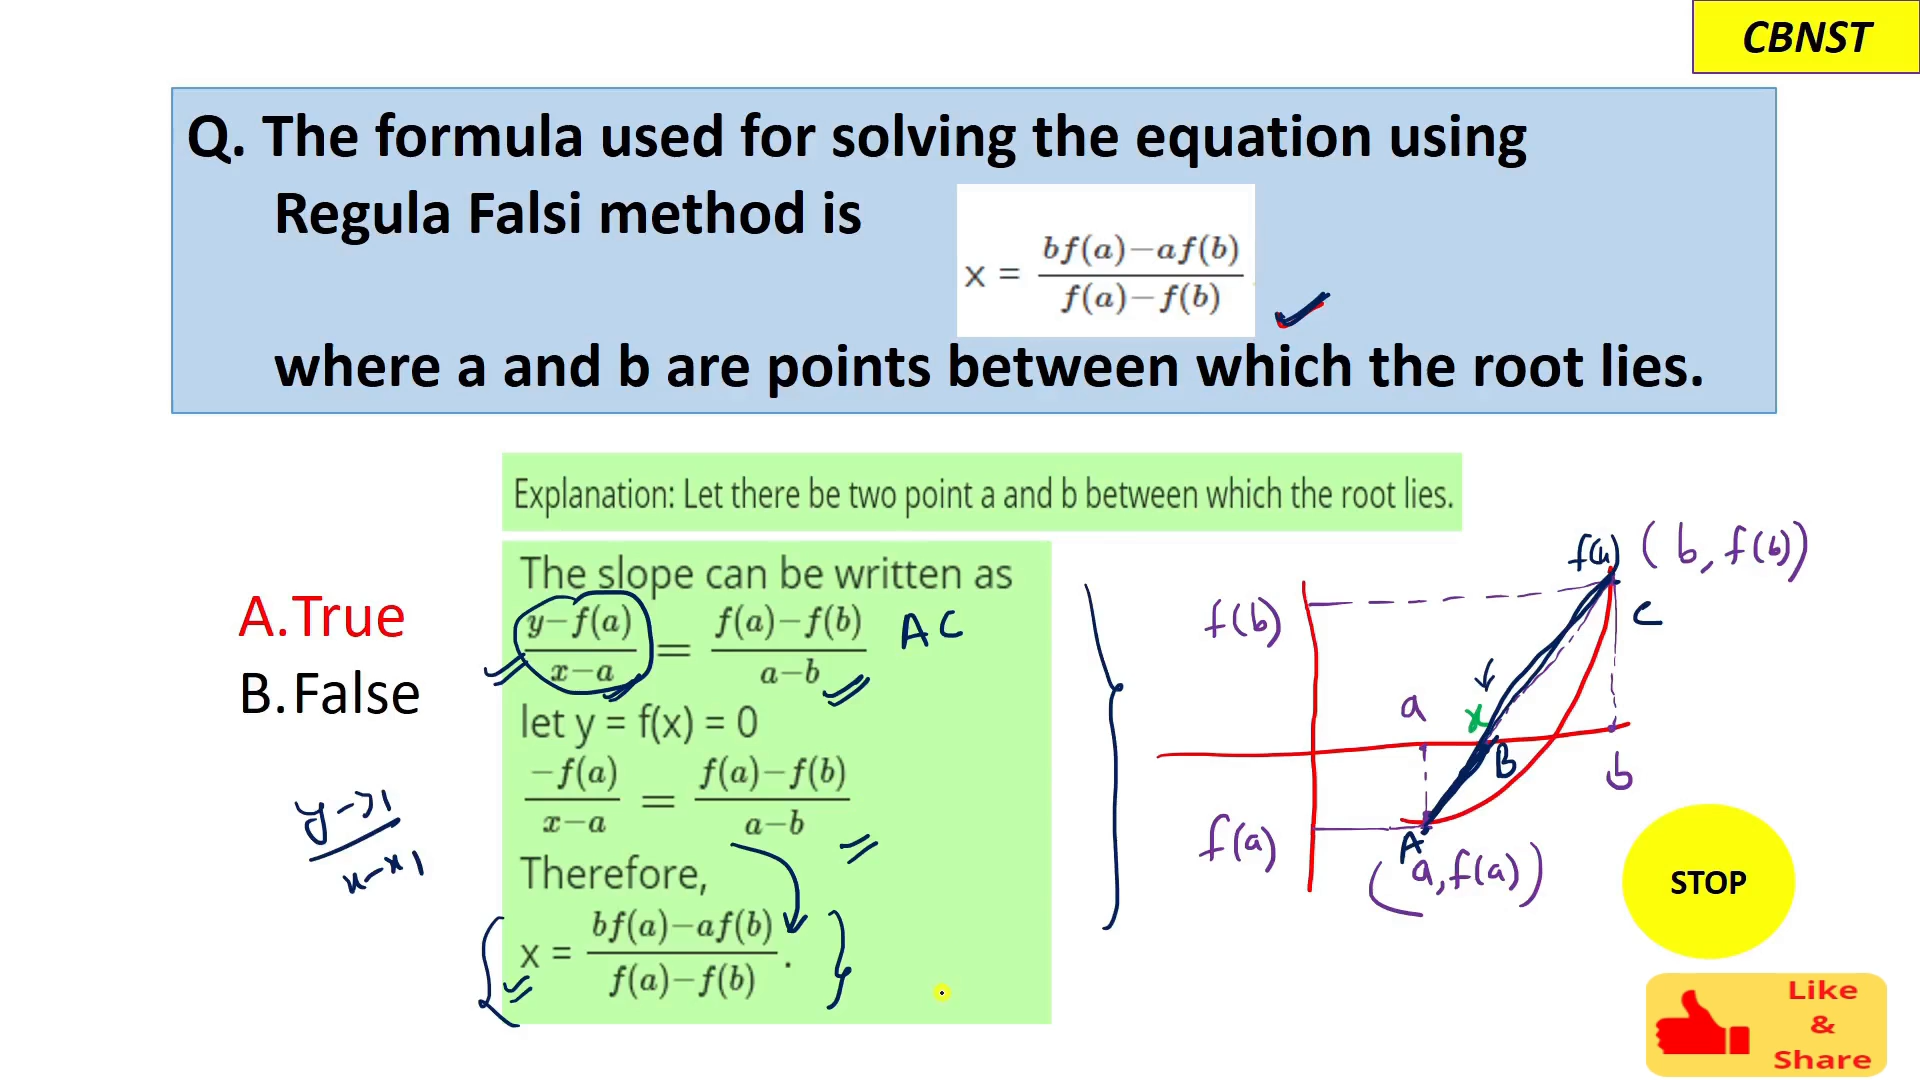 CBNST
Q. The formula used for solving the equation using
Regula Falsi method is
x = bf(a)−af(b) / f(a)−f(b)
where a and b are points between which the root lies.
Explanation: Let there be two point a and b between which the root lies.
The slope can be written as
y−f(a) / x−a = f(a)−f(b) / a−b
AC
let y = f(x) = 0
−f(a) / x−a = f(a)−f(b) / a−b
Therefore,
x = bf(a)−af(b) / f(a)−f(b).
A.True
B.False
x−x1
(b, f(b))
f(b)
C
a
x
B
b
f(a)
A
(a, f(a))
STOP
Like
&
Share